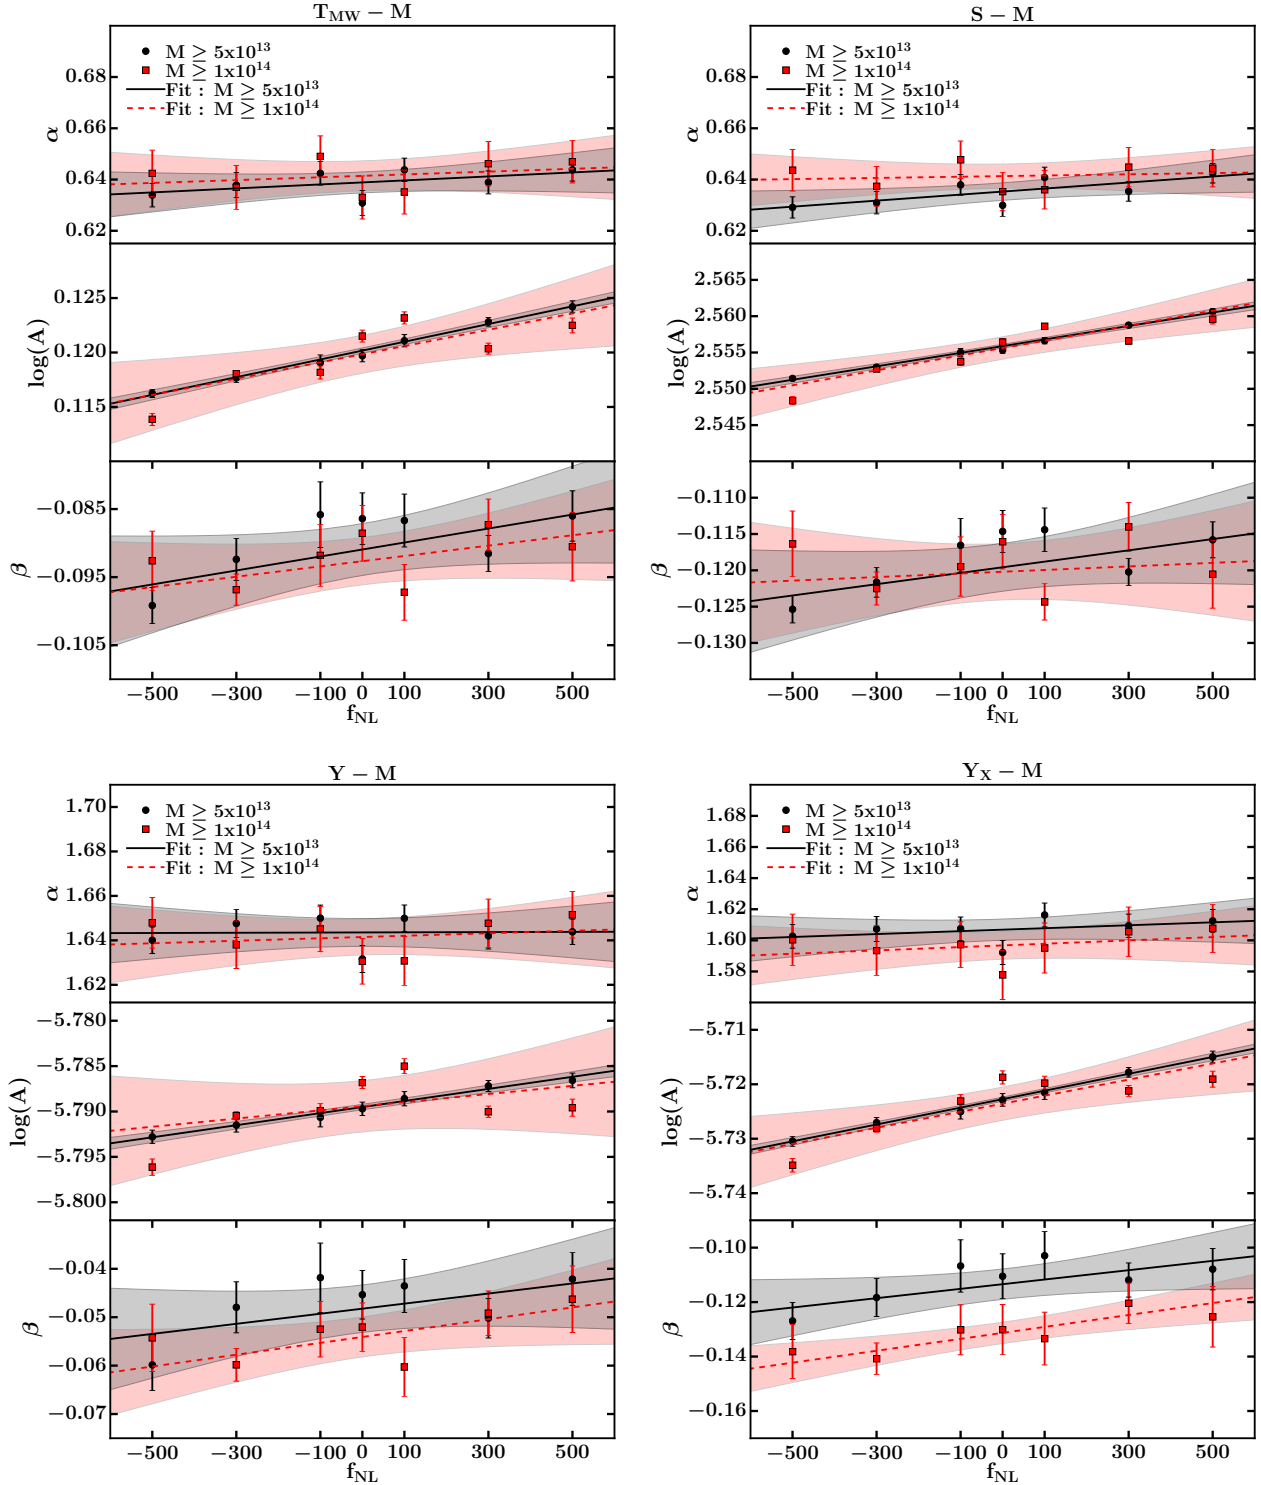 T_MW − M
M ≥ 5x10^13
M ≥ 1x10^14
Fit : M ≥ 5x10^13
Fit : M ≥ 1x10^14
α
0.68
0.66
0.64
0.62
log(A)
0.125
0.120
0.115
β
−0.085
−0.095
−0.105
−500 −300 −100 0 100 300 500
f_NL
S − M
M ≥ 5x10^13
M ≥ 1x10^14
Fit : M ≥ 5x10^13
Fit : M ≥ 1x10^14
α
0.68
0.66
0.64
0.62
log(A)
2.565
2.560
2.555
2.550
2.545
β
−0.110
−0.115
−0.120
−0.125
−0.130
−500 −300 −100 0 100 300 500
f_NL
Y − M
M ≥ 5x10^13
M ≥ 1x10^14
Fit : M ≥ 5x10^13
Fit : M ≥ 1x10^14
α
1.70
1.68
1.66
1.64
1.62
log(A)
−5.780
−5.785
−5.790
−5.795
−5.800
β
−0.04
−0.05
−0.06
−0.07
−500 −300 −100 0 100 300 500
f_NL
Y_X − M
M ≥ 5x10^13
M ≥ 1x10^14
Fit : M ≥ 5x10^13
Fit : M ≥ 1x10^14
α
1.68
1.66
1.64
1.62
1.60
1.58
log(A)
−5.71
−5.72
−5.73
−5.74
β
−0.10
−0.12
−0.14
−0.16
−500 −300 −100 0 100 300 500
f_NL